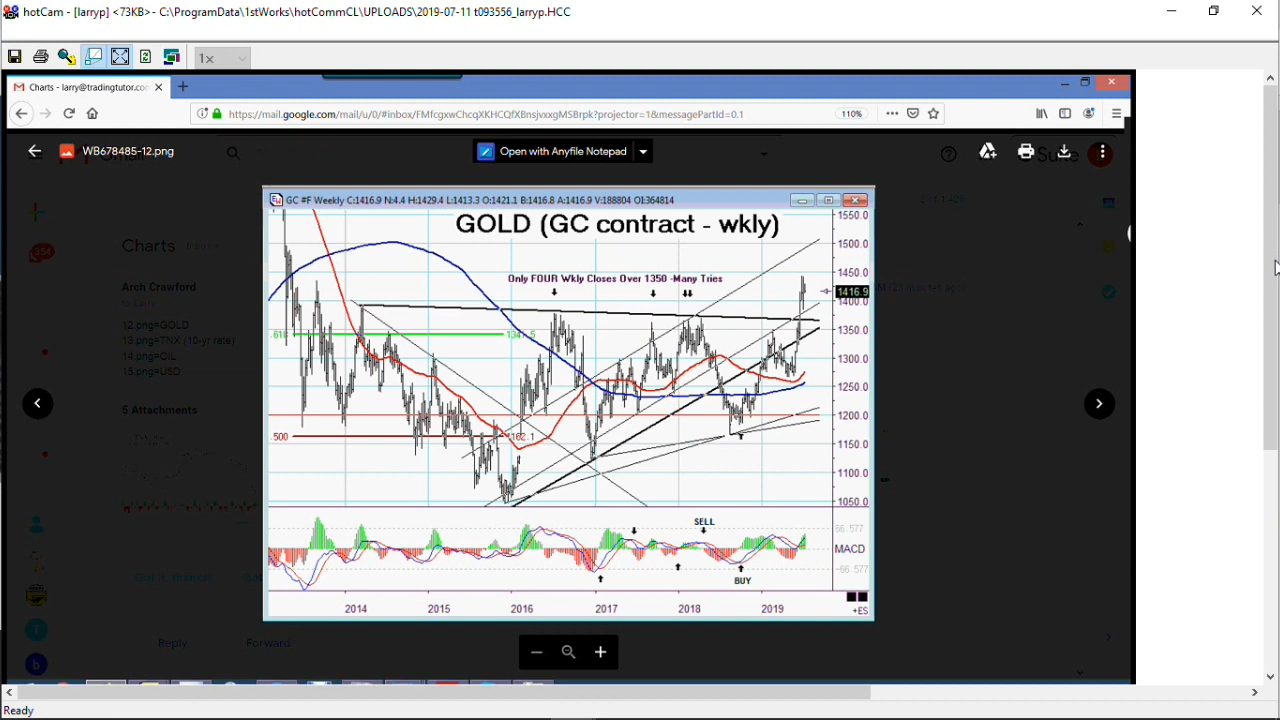 hotCam - [larryp] <73KB>- C:\ProgramData\1stWorks\hotCommCL\UPLOADS\2019-07-11 t093556_larryp.HCC
1x
Charts - larry@tradingtutor.co
https://mail.google.com/mail/u/0/#inbox/FMfcgxwChcqXKHCQfXBnsjvxxgMSBrpk?projector=1&messagePartId=0.1
110%
WB678485-12.png
Open with Anyfile Notepad
Suite
354
Charts
Arch Crawford
to Larry
12.png=GOLD
13.png=TNX (10-yr rate)
14.png=OIL
15.png=USD
5 Attachments
Reply
Forward
GC #F Weekly C:1416.9 N:4.4 H:1429.4 L:1413.3 O:1421.1 B:1416.8 A:1416.9 V:188804 OI:364814
GOLD (GC contract - wkly)
Only FOUR Wkly Closes Over 1350 -Many Tries
1550.0
1500.0
1450.0
1416.9
1400.0
1350.0
1300.0
1250.0
1200.0
1150.0
1100.0
1050.0
.618
.500
1162.1
SELL
BUY
66 577
MACD
-66 577
2014
2015
2016
2017
2018
2019
+ES
Ready